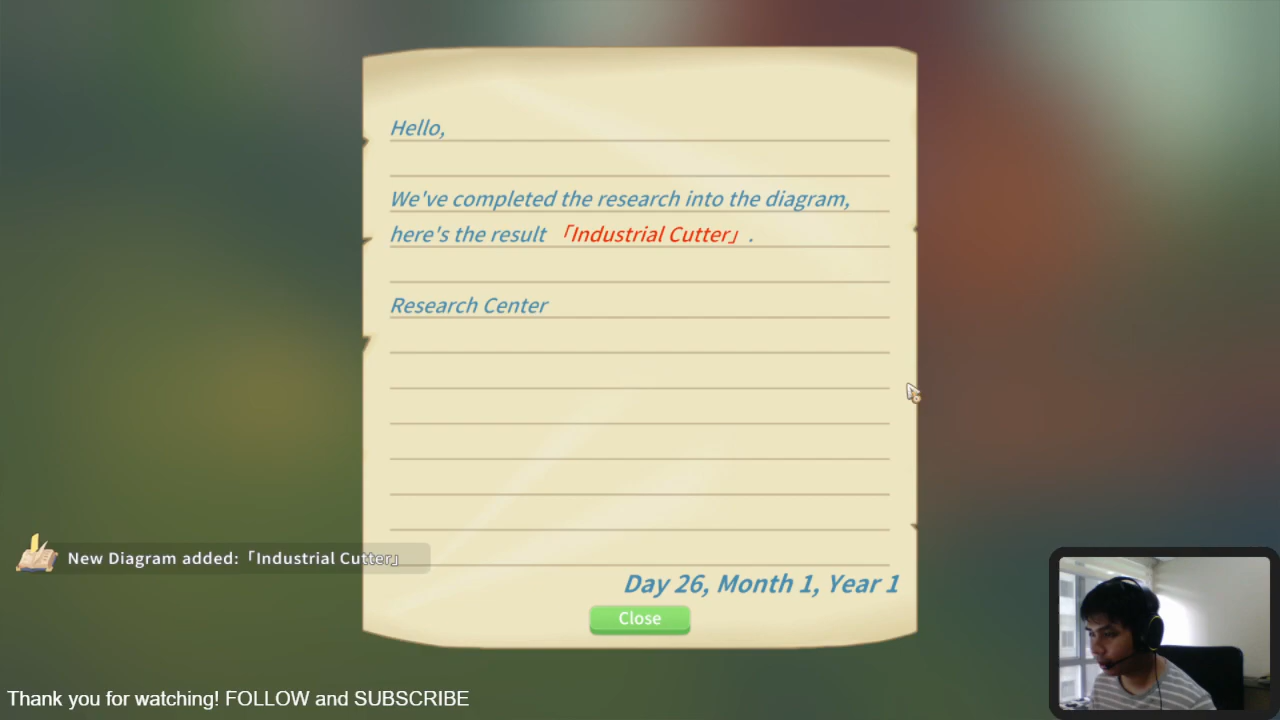 Hello,
We've completed the research into the diagram,
here's the result 「Industrial Cutter」 .
Research Center
New Diagram added:「Industrial Cutter」
Day 26, Month 1, Year 1
Close
Thank you for watching! FOLLOW and SUBSCRIBE